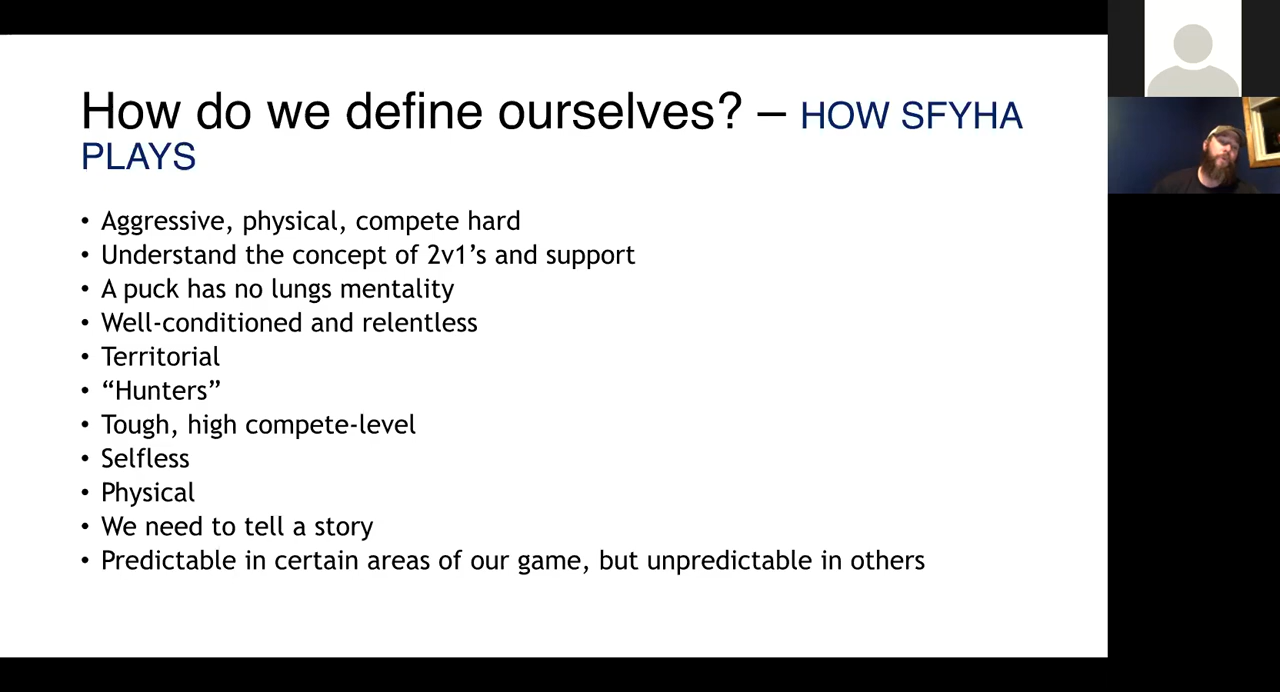 How do we define ourselves? – HOW SFYHA
PLAYS
• Aggressive, physical, compete hard
• Understand the concept of 2v1’s and support
• A puck has no lungs mentality
• Well-conditioned and relentless
• Territorial
• “Hunters”
• Tough, high compete-level
• Selfless
• Physical
• We need to tell a story
• Predictable in certain areas of our game, but unpredictable in others